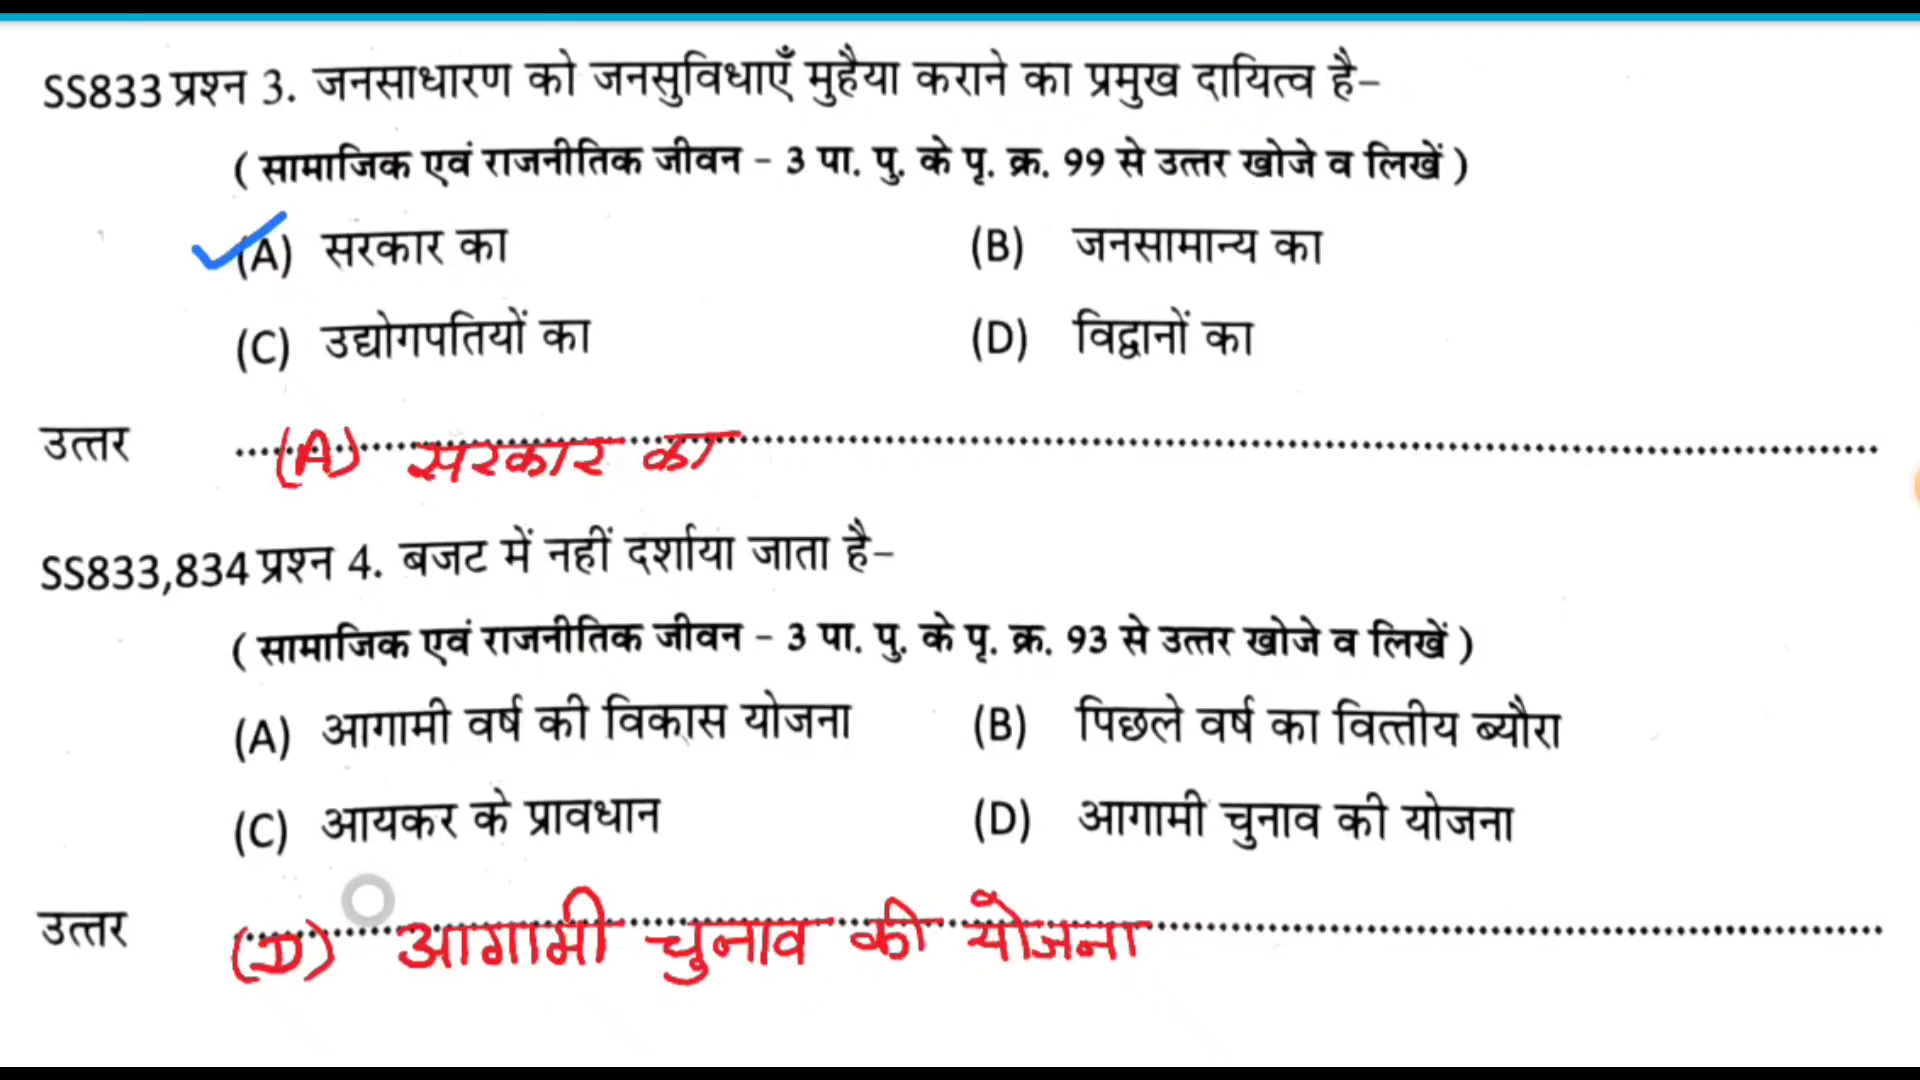 SS833 प्रश्न 3. जनसाधारण को जनसुविधाएँ मुहैया कराने का प्रमुख दायित्व है–
( सामाजिक एवं राजनीतिक जीवन - 3 पा. पु. के पृ. क्र. 99 से उत्तर खोजे व लिखें )
(A) सरकार का (B) जनसामान्य का
(C) उद्योगपतियों का (D) विद्वानों का
उत्तर (A) सरकार का
SS833,834 प्रश्न 4. बजट में नहीं दर्शाया जाता है–
( सामाजिक एवं राजनीतिक जीवन - 3 पा. पु. के पृ. क्र. 93 से उत्तर खोजे व लिखें )
(A) आगामी वर्ष की विकास योजना (B) पिछले वर्ष का वित्तीय ब्यौरा
(C) आयकर के प्रावधान (D) आगामी चुनाव की योजना
उत्तर (D) आगामी चुनाव की योजना